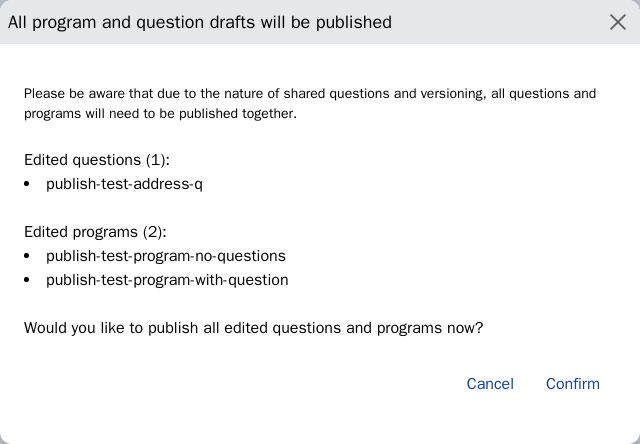 All program and question drafts will be published
Please be aware that due to the nature of shared questions and versioning, all questions and
programs will need to be published together.
Edited questions (1):
• publish-test-address-q
Edited programs (2):
• publish-test-program-no-questions
• publish-test-program-with-question
Would you like to publish all edited questions and programs now?
Cancel Confirm